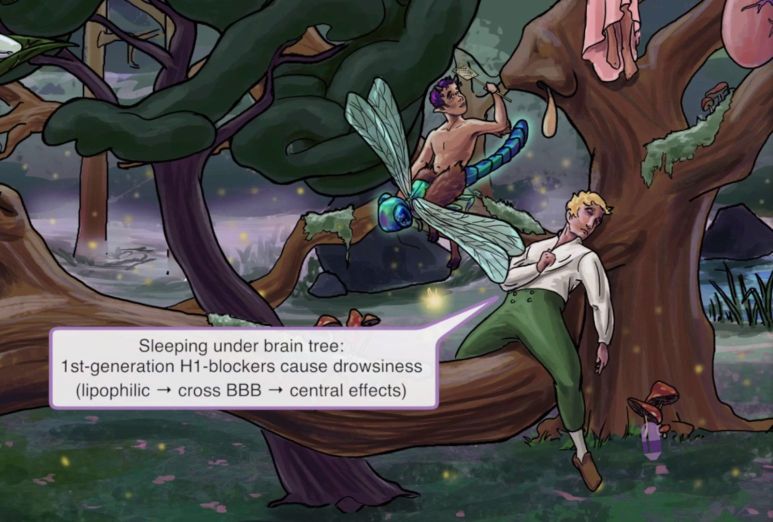 Sleeping under brain tree:
1st-generation H1-blockers cause drowsiness
(lipophilic → cross BBB → central effects)